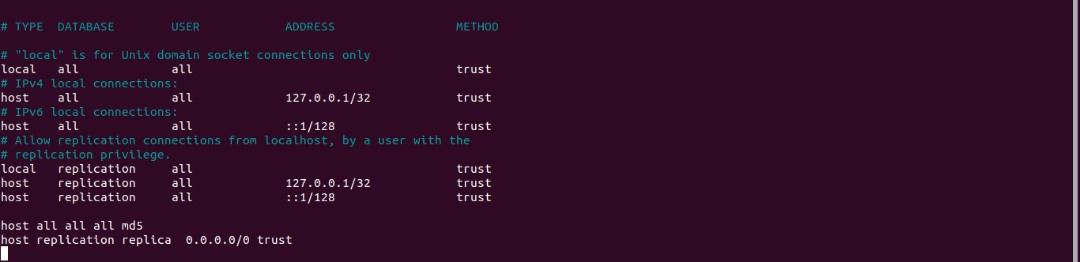 # TYPE  DATABASE        USER            ADDRESS                 METHOD
# "local" is for Unix domain socket connections only
local   all             all                                     trust
# IPv4 local connections:
host    all             all             127.0.0.1/32            trust
# IPv6 local connections:
host    all             all             ::1/128                 trust
# Allow replication connections from localhost, by a user with the
# replication privilege.
local   replication     all                                     trust
host    replication     all             127.0.0.1/32            trust
host    replication     all             ::1/128                 trust
host all all all md5
host replication replica  0.0.0.0/0 trust